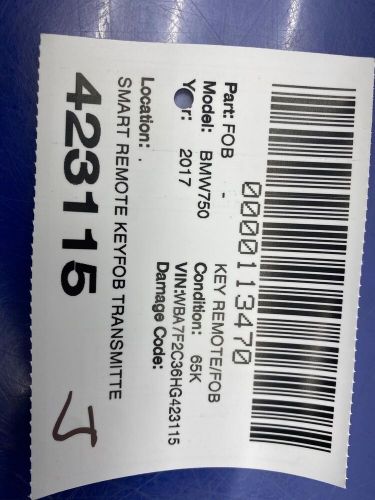 0000113470
Part: FOB - KEY REMOTE/FOB
Model: BMW750 Condition: 65K
Year: 2017 VIN:WBA7F2C36HG423115
Damage Code:
Location: .
SMART REMOTE KEYFOB TRANSMITTE
423115
J